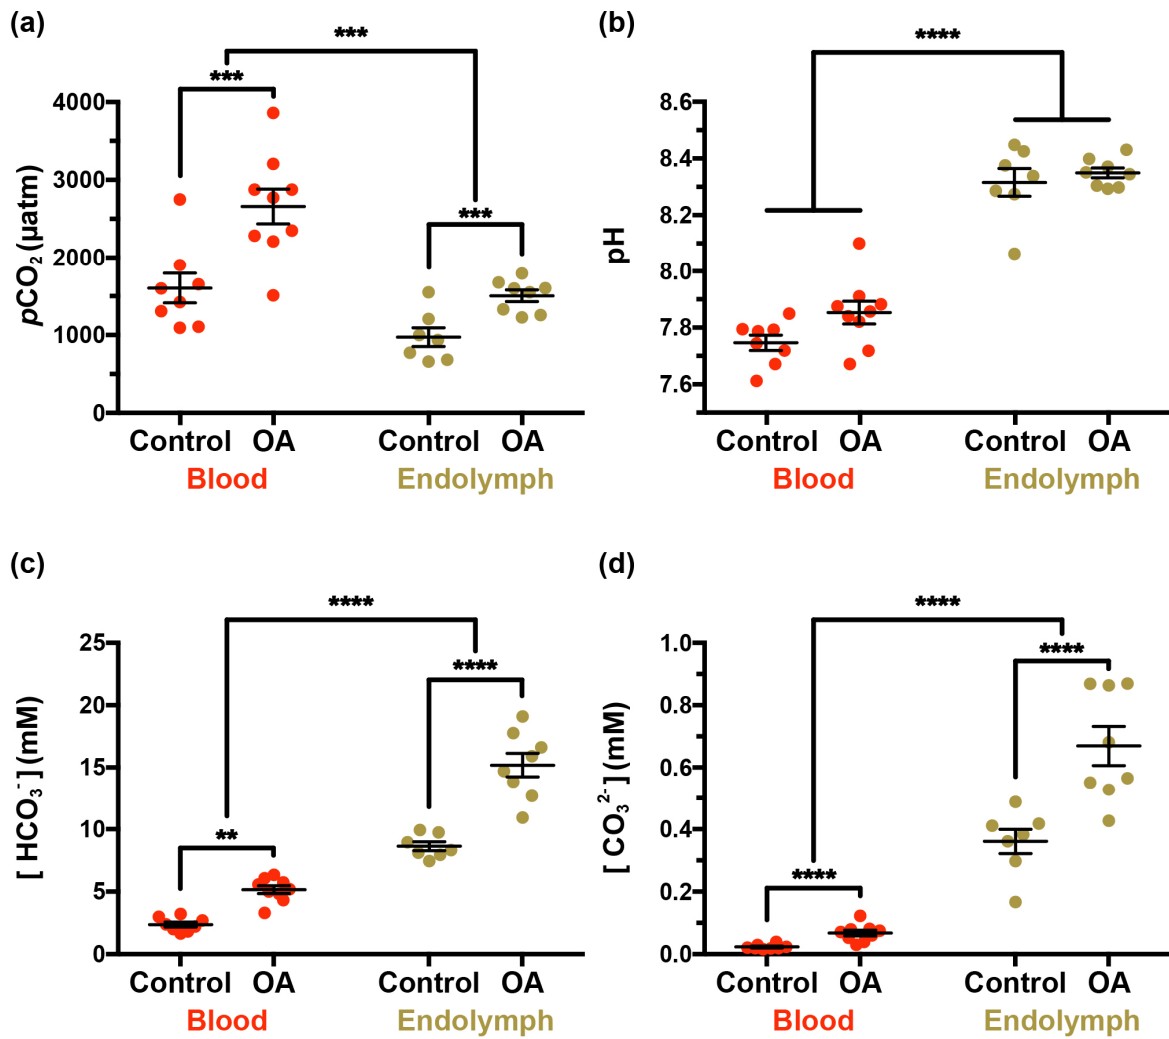 (a)
***
***
***
4000
3000
2000
1000
0
pCO2 (μatm)
Control OA Control OA
Blood Endolymph
(b)
****
8.6
8.4
8.2
8.0
7.8
7.6
pH
Control OA Control OA
Blood Endolymph
(c)
****
****
**
25
20
15
10
5
0
[ HCO3-] (mM)
Control OA Control OA
Blood Endolymph
(d)
****
****
****
1.0
0.8
0.6
0.4
0.2
0.0
[ CO3 2-] (mM)
Control OA Control OA
Blood Endolymph